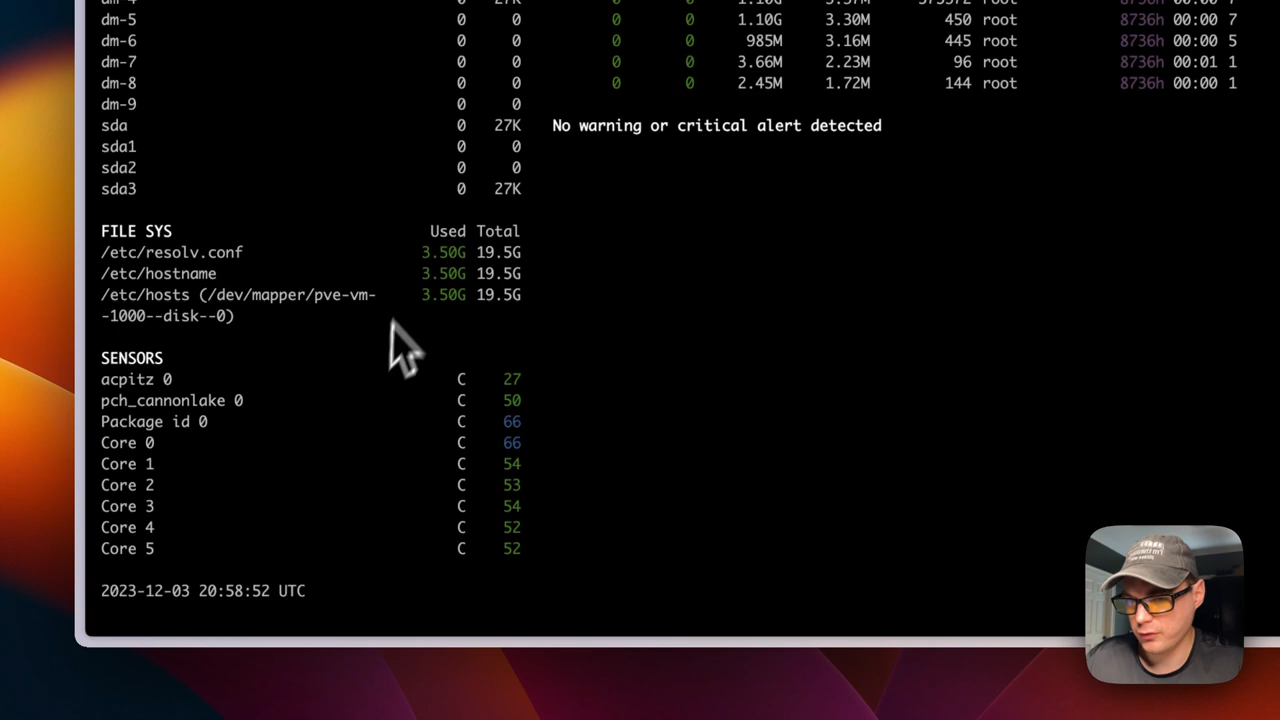 dm-5 0 0 0 0 1.10G 3.30M 450 root 8736h 00:00 7
dm-6 0 0 0 0 985M 3.16M 445 root 8736h 00:00 5
dm-7 0 0 0 0 3.66M 2.23M 96 root 8736h 00:01 1
dm-8 0 0 0 0 2.45M 1.72M 144 root 8736h 00:00 1
dm-9 0 0
sda 0 27K No warning or critical alert detected
sda1 0 0
sda2 0 0
sda3 0 27K
FILE SYS Used Total
/etc/resolv.conf 3.50G 19.5G
/etc/hostname 3.50G 19.5G
/etc/hosts (/dev/mapper/pve-vm- 3.50G 19.5G
-1000--disk--0)
SENSORS
acpitz 0 C 27
pch_cannonlake 0 C 50
Package id 0 C 66
Core 0 C 66
Core 1 C 54
Core 2 C 53
Core 3 C 54
Core 4 C 52
Core 5 C 52
2023-12-03 20:58:52 UTC